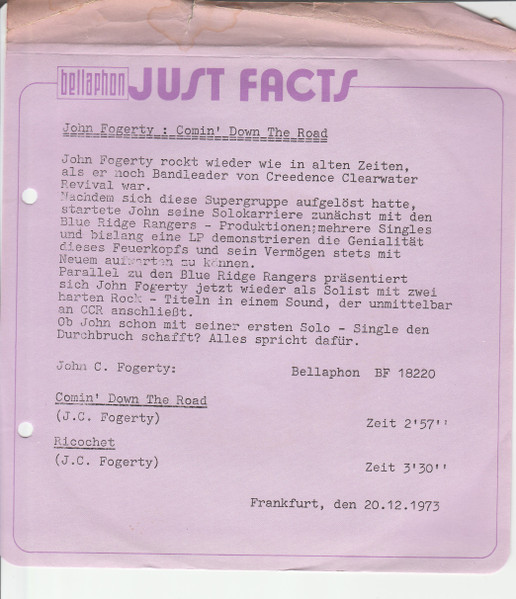 bellaphon JUST FACTS
John Fogerty : Comin' Down The Road
John Fogerty rockt wieder wie in alten Zeiten,
als er noch Bandleader von Creedence Clearwater
Revival war.
Nachdem sich diese Supergruppe aufgelöst hatte,
startete John seine Solokarriere zunächst mit den
Blue Ridge Rangers - Produktionen;mehrere Singles
und bislang eine LP demonstrieren die Genialität
dieses Feuerkopfs und sein Vermögen stets mit
Neuem aufwarten zu können.
Parallel zu den Blue Ridge Rangers präsentiert
sich John Fogerty jetzt wieder als Solist mit zwei
harten Rock - Titeln in einem Sound, der unmittelbar
an CCR anschließt.
Ob John schon mit seiner ersten Solo - Single den
Durchbruch schafft? Alles spricht dafür.
John C. Fogerty: Bellaphon BF 18220
Comin' Down The Road
(J.C. Fogerty) Zeit 2'57''
Ricochet
(J.C. Fogerty) Zeit 3'30''
Frankfurt, den 20.12.1973